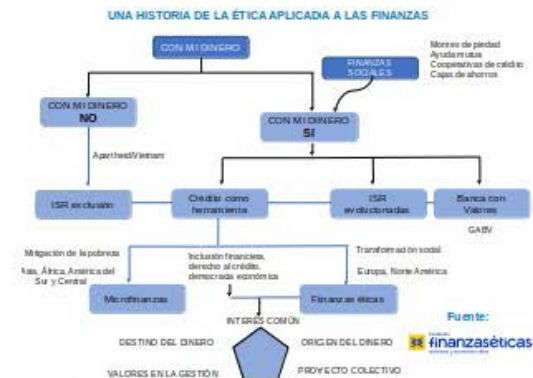 UNA HISTORIA DE LA ÉTICA APLICADA A LAS FINANZAS
CON MI DINERO
FINANZAS
SOCIALES
Montes de piedad
Ayuda mutua
Cooperativas de crédito
Cajas de ahorros
CON MI DINERO
NO
CON MI DINERO
SÍ
Apartheid/Vietnam
ISR exclusión
Crédito como
herramienta
ISR
evolucionadas
Banca con
Valores
GABV
Mitigación de la pobreza
Asia, África, América del
Sur y Central
Inclusión financiera,
derecho al crédito,
democracia económica
Transformación social
Europa, Norte América
Microfinanzas
Finanzas éticas
INTERÉS COMÚN
Fuente:
finanzaséticas
DESTINO DEL DINERO
ORIGEN DEL DINERO
VALORES EN LA GESTIÓN
PROYECTO COLECTIVO